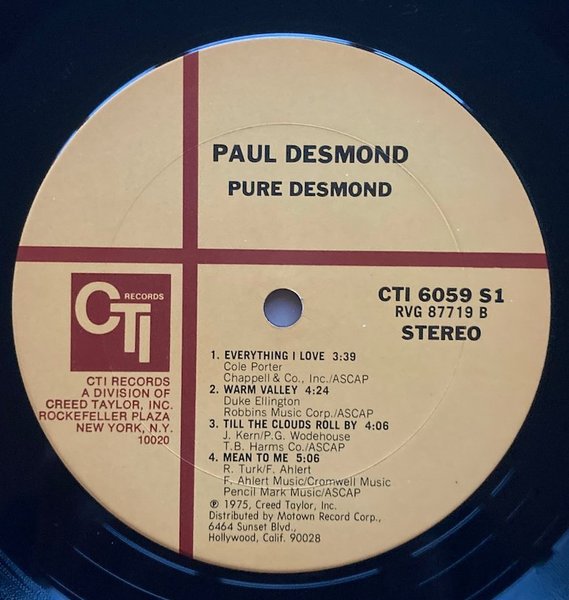 PAUL DESMOND
PURE DESMOND
CTI RECORDS
CTI RECORDS
A DIVISION OF
CREED TAYLOR, INC.
ROCKEFELLER PLAZA
NEW YORK, N.Y.
10020
CTI 6059 S1
RVG 87719 B
STEREO
1. EVERYTHING I LOVE 3:39
Cole Porter
Chappell & Co., Inc./ASCAP
2. WARM VALLEY 4:24
Duke Ellington
Robbins Music Corp./ASCAP
3. TILL THE CLOUDS ROLL BY 4:06
J. Kern/P.G. Wodehouse
T.B. Harms Co./ASCAP
4. MEAN TO ME 5:06
R. Turk/F. Ahlert
F. Ahlert Music/Cromwell Music
Pencil Mark Music/ASCAP
℗ 1975, Creed Taylor, Inc.
Distributed by Motown Record Corp.,
6464 Sunset Blvd.,
Hollywood, Calif. 90028